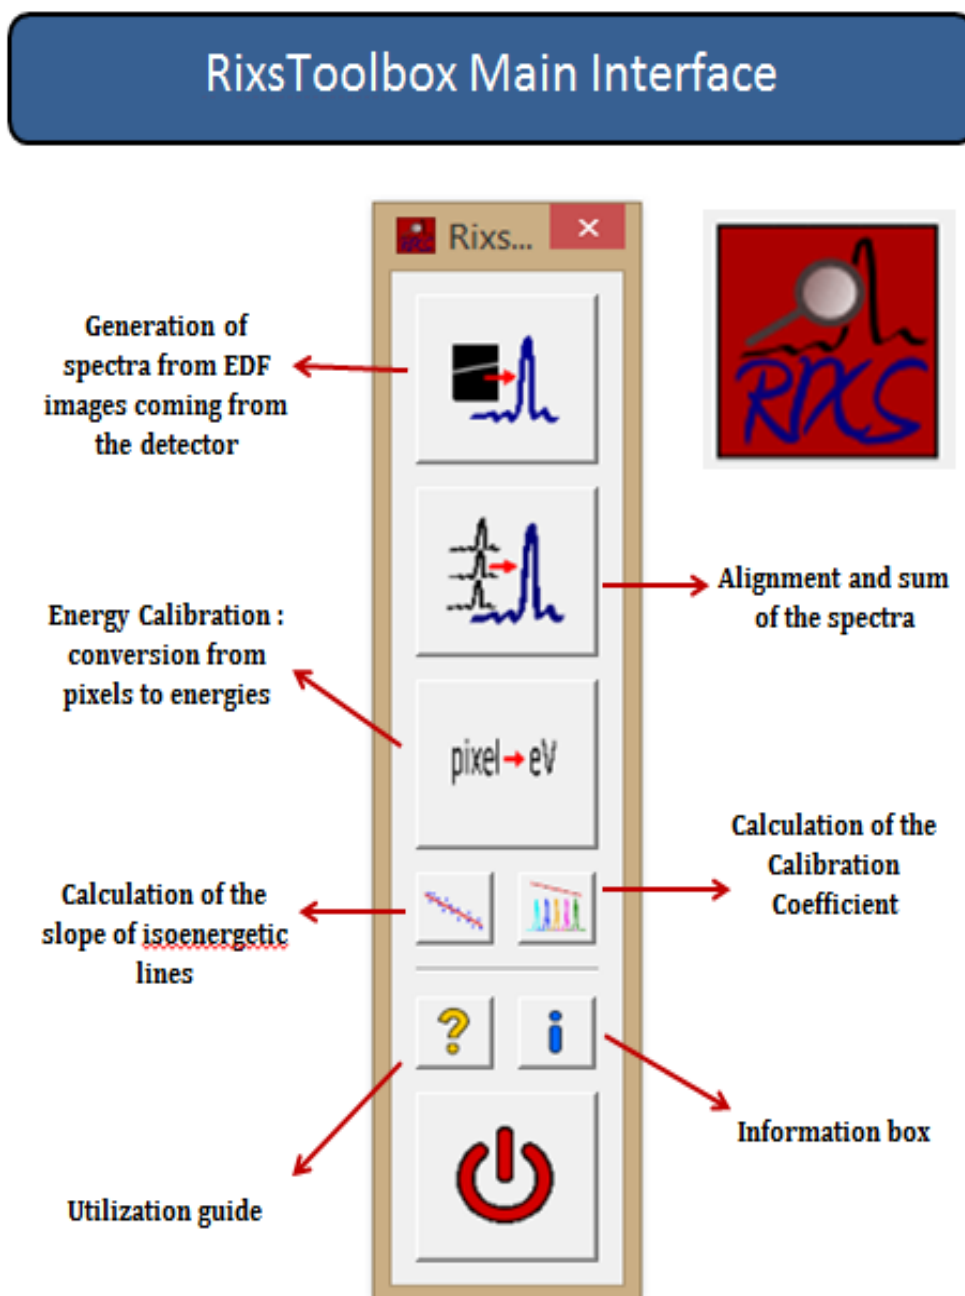 RixsToolbox Main Interface
Rixs...
RIXS
RIXS
Generation of
spectra from EDF
images coming from
the detector
Alignment and sum
of the spectra
Energy Calibration :
conversion from
pixels to energies
pixel eV
Calculation of the
Calibration
Coefficient
Calculation of the
slope of isoenergetic
lines
?
i
Information box
Utilization guide